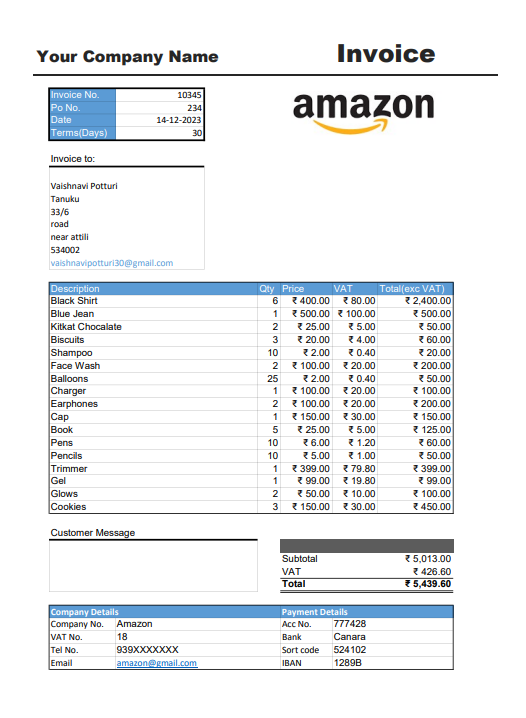 Your Company Name Invoice
amazon
Invoice No. 10345
Po No. 234
Date 14-12-2023
Terms(Days) 30
Invoice to:
Vaishnavi Potturi
Tanuku
33/6
road
near attili
534002
vaishnavipotturi30@gmail.com
Description Qty Price VAT Total(exc VAT)
Black Shirt 6 ₹ 400.00 ₹ 80.00 ₹ 2,400.00
Blue Jean 1 ₹ 500.00 ₹ 100.00 ₹ 500.00
Kitkat Chocalate 2 ₹ 25.00 ₹ 5.00 ₹ 50.00
Biscuits 3 ₹ 20.00 ₹ 4.00 ₹ 60.00
Shampoo 10 ₹ 2.00 ₹ 0.40 ₹ 20.00
Face Wash 2 ₹ 100.00 ₹ 20.00 ₹ 200.00
Balloons 25 ₹ 2.00 ₹ 0.40 ₹ 50.00
Charger 1 ₹ 100.00 ₹ 20.00 ₹ 100.00
Earphones 2 ₹ 100.00 ₹ 20.00 ₹ 200.00
Cap 1 ₹ 150.00 ₹ 30.00 ₹ 150.00
Book 5 ₹ 25.00 ₹ 5.00 ₹ 125.00
Pens 10 ₹ 6.00 ₹ 1.20 ₹ 60.00
Pencils 10 ₹ 5.00 ₹ 1.00 ₹ 50.00
Trimmer 1 ₹ 399.00 ₹ 79.80 ₹ 399.00
Gel 1 ₹ 99.00 ₹ 19.80 ₹ 99.00
Glows 2 ₹ 50.00 ₹ 10.00 ₹ 100.00
Cookies 3 ₹ 150.00 ₹ 30.00 ₹ 450.00
Customer Message
Subtotal ₹ 5,013.00
VAT ₹ 426.60
Total ₹ 5,439.60
Company Details Payment Details
Company No. Amazon Acc No. 777428
VAT No. 18 Bank Canara
Tel No. 939XXXXXXX Sort code 524102
Email amazon@gmail.com IBAN 1289B